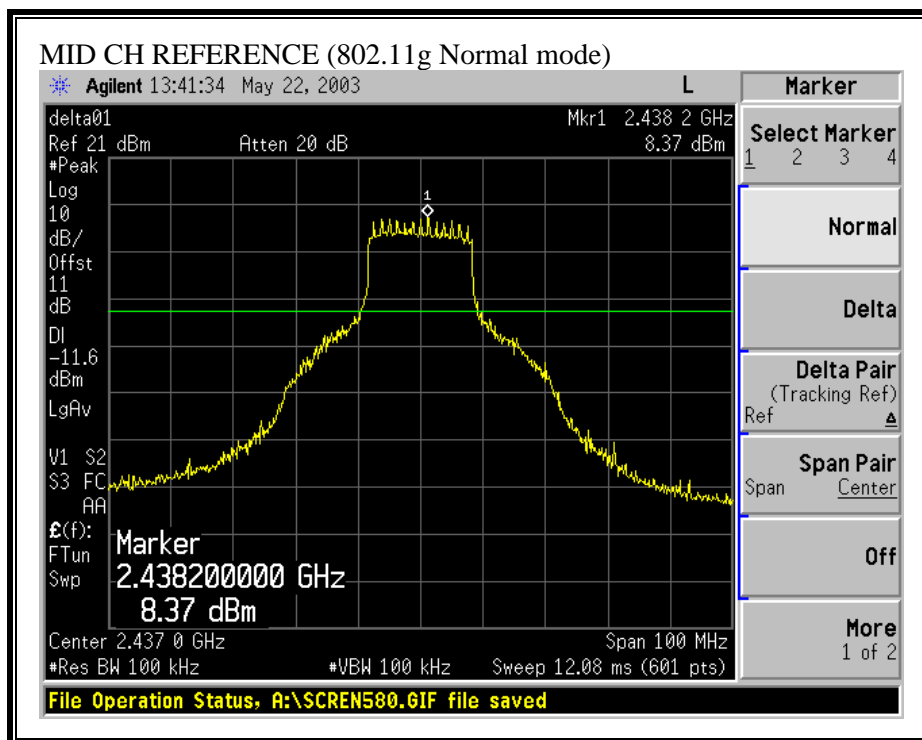 MID CH REFERENCE (802.11g Normal mode)
Agilent 13:41:34 May 22, 2003 L
delta01 Mkr1 2.438 2 GHz
Ref 21 dBm Atten 20 dB 8.37 dBm
#Peak
Log
10
dB/
Offst
11
dB
DI
-11.6
dBm
LgAv
V1 S2
S3 FC
AA
£(f):
FTun
Swp
1
Marker
2.438200000 GHz
8.37 dBm
Center 2.437 0 GHz Span 100 MHz
#Res BW 100 kHz #VBW 100 kHz Sweep 12.08 ms (601 pts)
File Operation Status, A:\SCREN580.GIF file saved
Marker
Select Marker
1 2 3 4
Normal
Delta
Delta Pair
(Tracking Ref)
Ref Δ
Span Pair
Span Center
Off
More
1 of 2